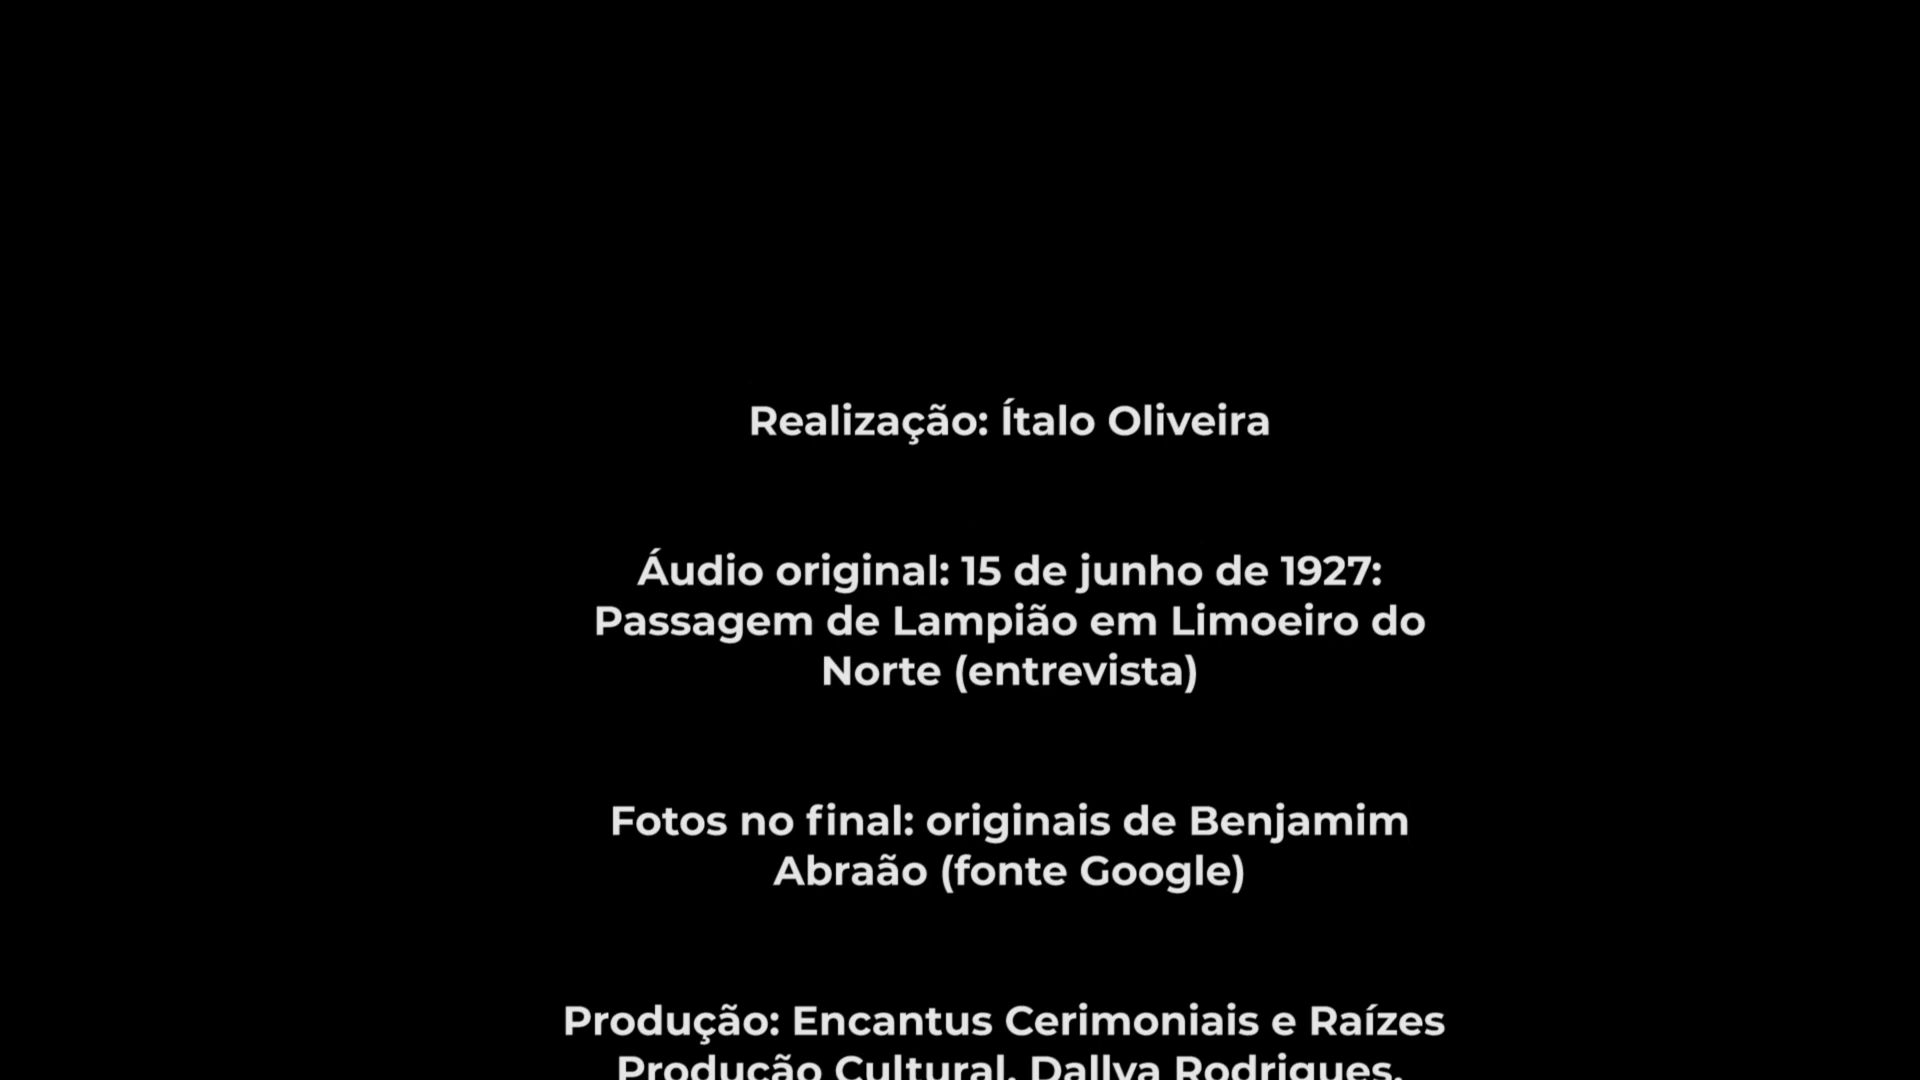 Realização: Ítalo Oliveira
Áudio original: 15 de junho de 1927:
Passagem de Lampião em Limoeiro do
Norte (entrevista)
Fotos no final: originais de Benjamim
Abraão (fonte Google)
Produção: Encantus Cerimoniais e Raízes
Produção Cultural, Dallya Rodrigues,